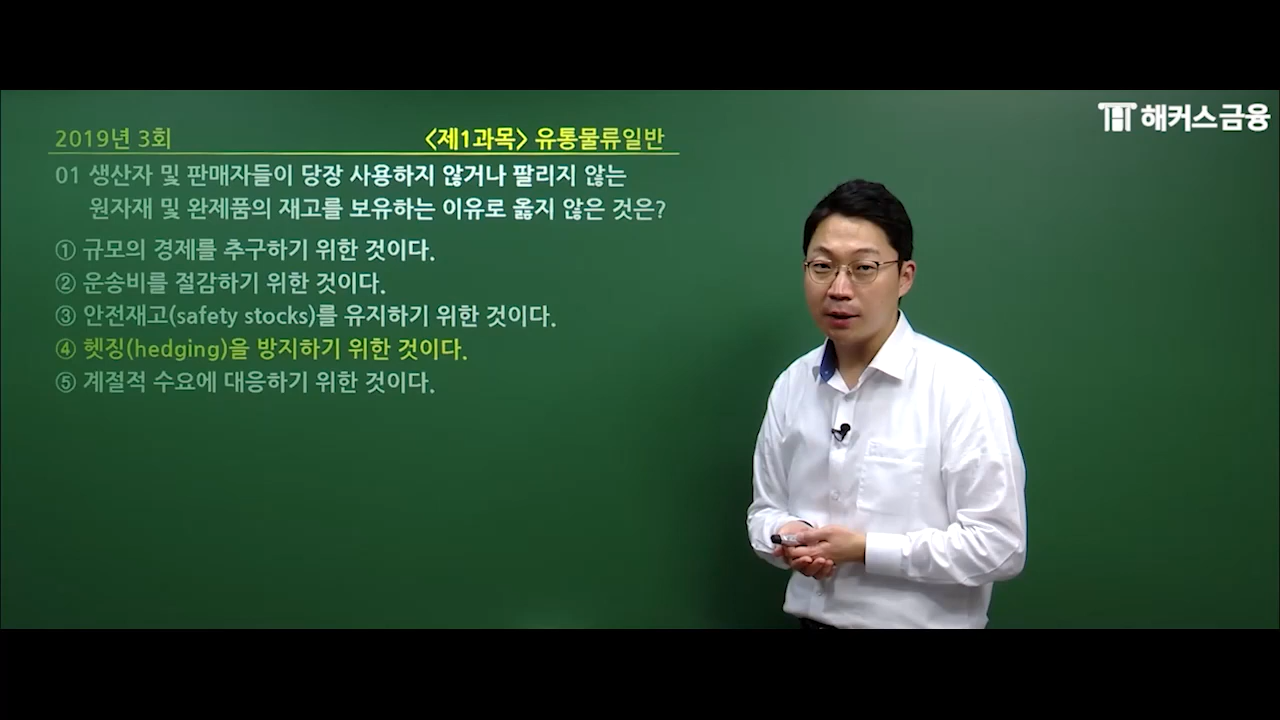 해커스금융
2019년 3회 <제1과목> 유통물류일반
01 생산자 및 판매자들이 당장 사용하지 않거나 팔리지 않는
원자재 및 완제품의 재고를 보유하는 이유로 옳지 않은 것은?
① 규모의 경제를 추구하기 위한 것이다.
② 운송비를 절감하기 위한 것이다.
③ 안전재고(safety stocks)를 유지하기 위한 것이다.
④ 헷징(hedging)을 방지하기 위한 것이다.
⑤ 계절적 수요에 대응하기 위한 것이다.